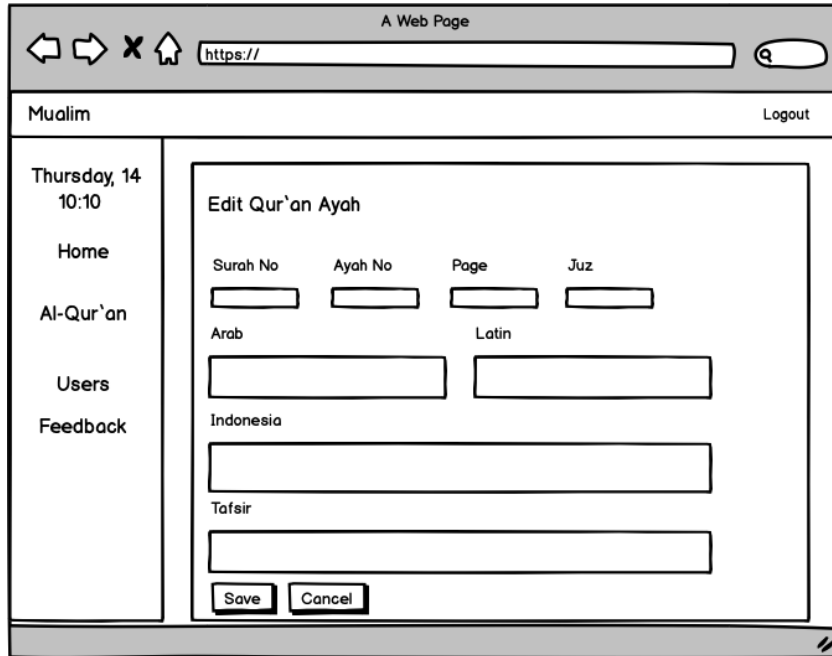 A Web Page
https://
Mualim
Logout
Thursday, 14
10:10
Home
Al-Qur`an
Users
Feedback
Edit Qur`an Ayah
Surah No Ayah No Page Juz
Arab Latin
Indonesia
Tafsir
Save Cancel